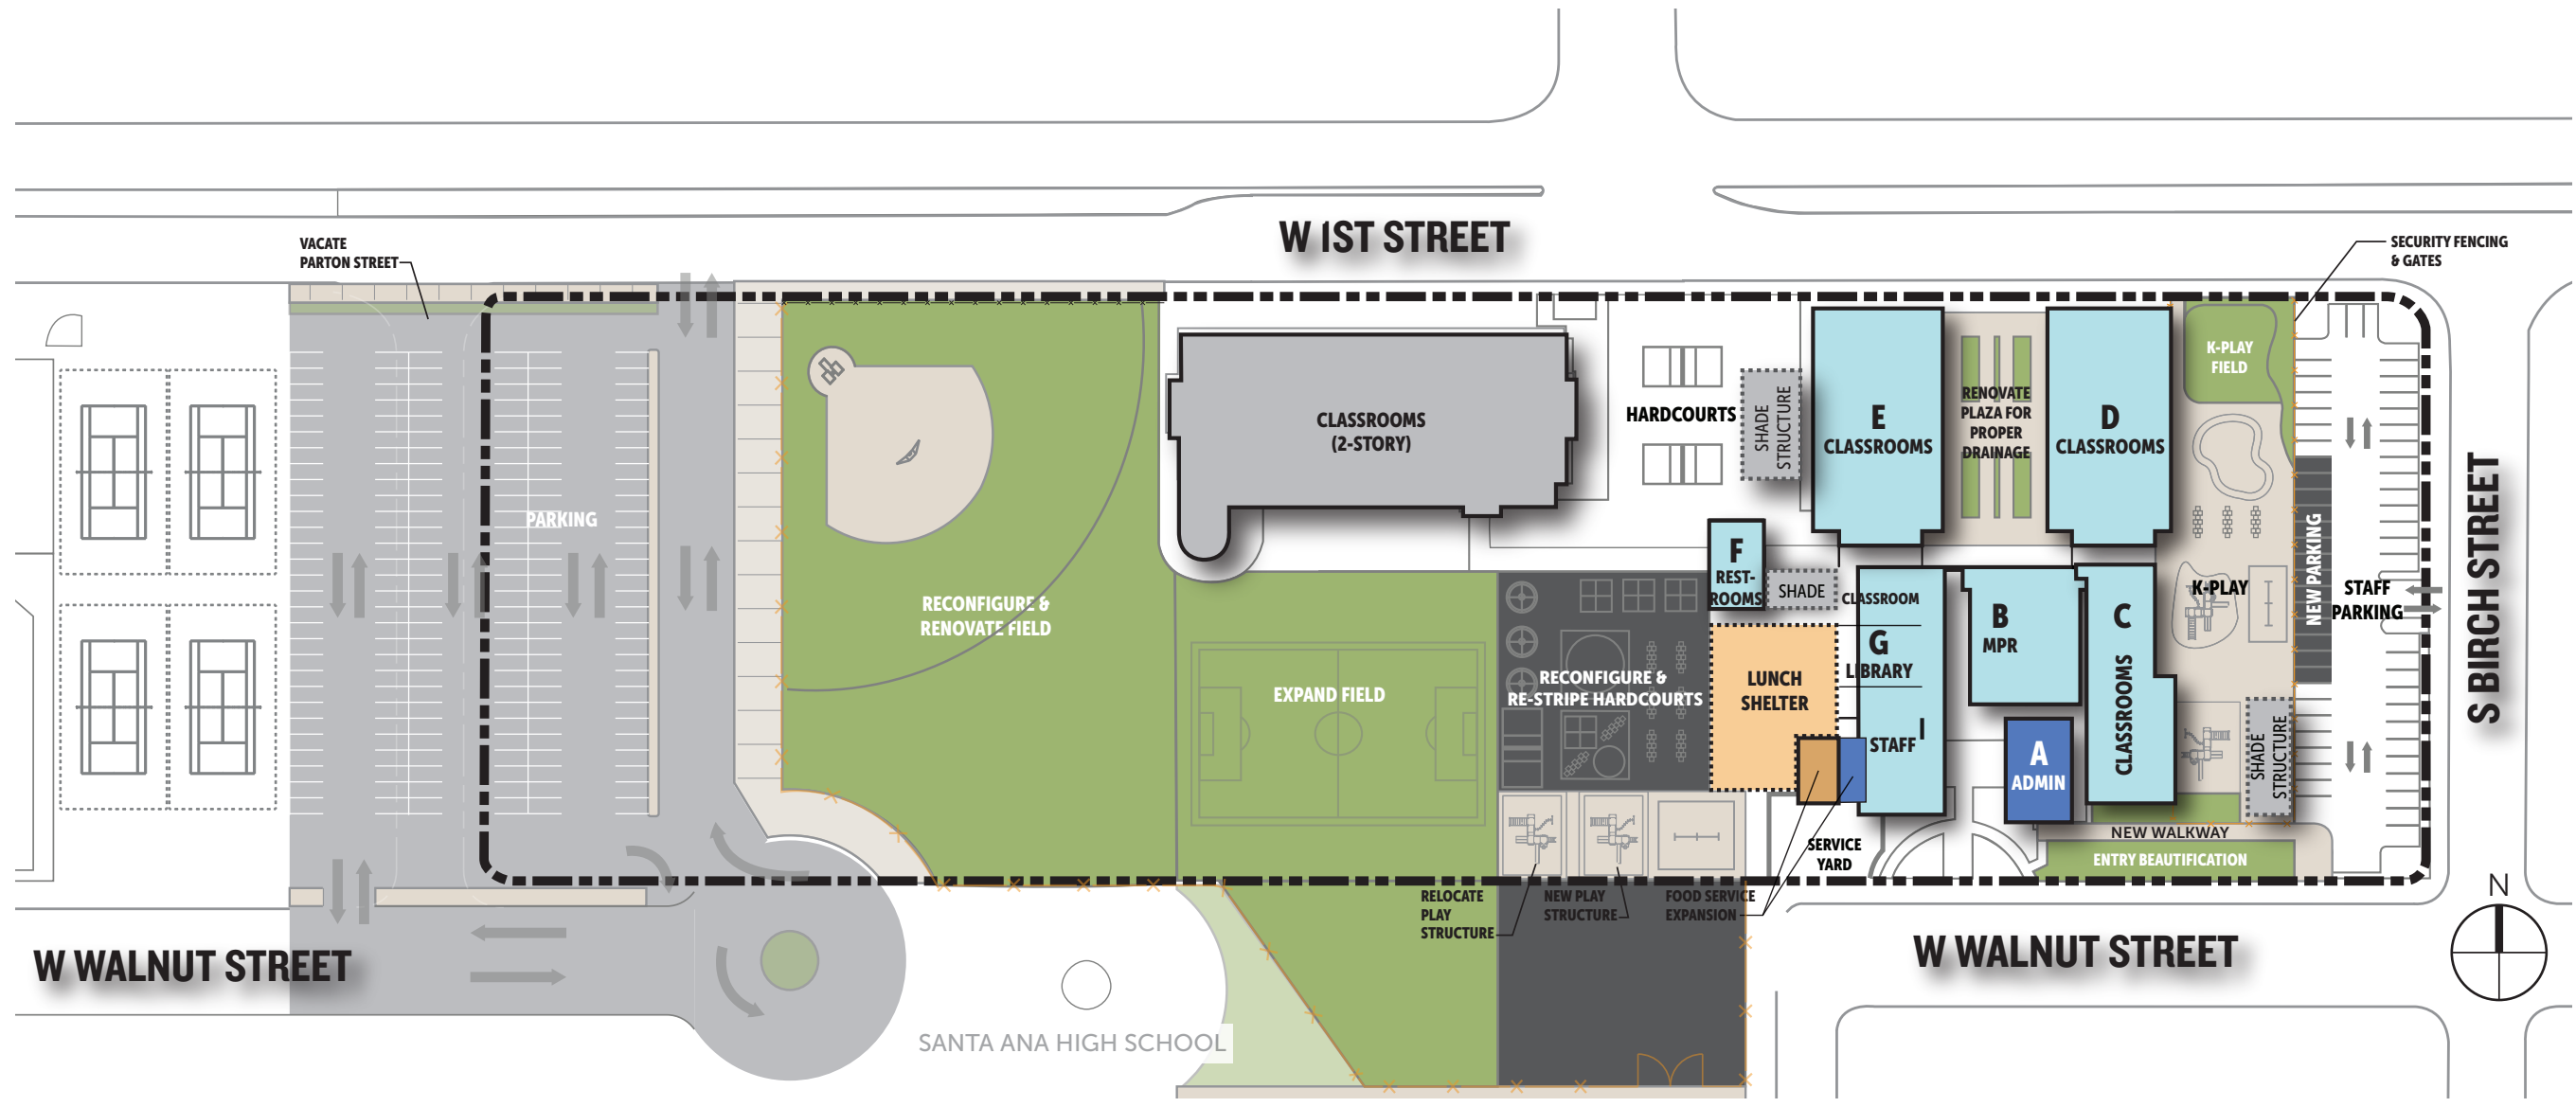 W 1ST STREET
VACATE
PARTON STREET
SECURITY FENCING
& GATES
PARKING
RECONFIGURE &
RENOVATE FIELD
CLASSROOMS
(2-STORY)
EXPAND FIELD
HARDCOURTS
SHADE
STRUCTURE
E
CLASSROOMS
RENOVATE
PLAZA FOR
PROPER
DRAINAGE
D
CLASSROOMS
K-PLAY
FIELD
F
REST-
ROOMS
SHADE
CLASSROOM
G
LIBRARY
STAFF
B
MPR
C
CLASSROOMS
K-PLAY
NEW PARKING
STAFF
PARKING
S BIRCH STREET
RECONFIGURE &
RE-STRIPE HARDCOURTS
LUNCH
SHELTER
A
ADMIN
SHADE
STRUCTURE
NEW WALKWAY
ENTRY BEAUTIFICATION
SERVICE
YARD
RELOCATE
PLAY
STRUCTURE
NEW PLAY
STRUCTURE
FOOD SERVICE
EXPANSION
W WALNUT STREET
W WALNUT STREET
N
SANTA ANA HIGH SCHOOL